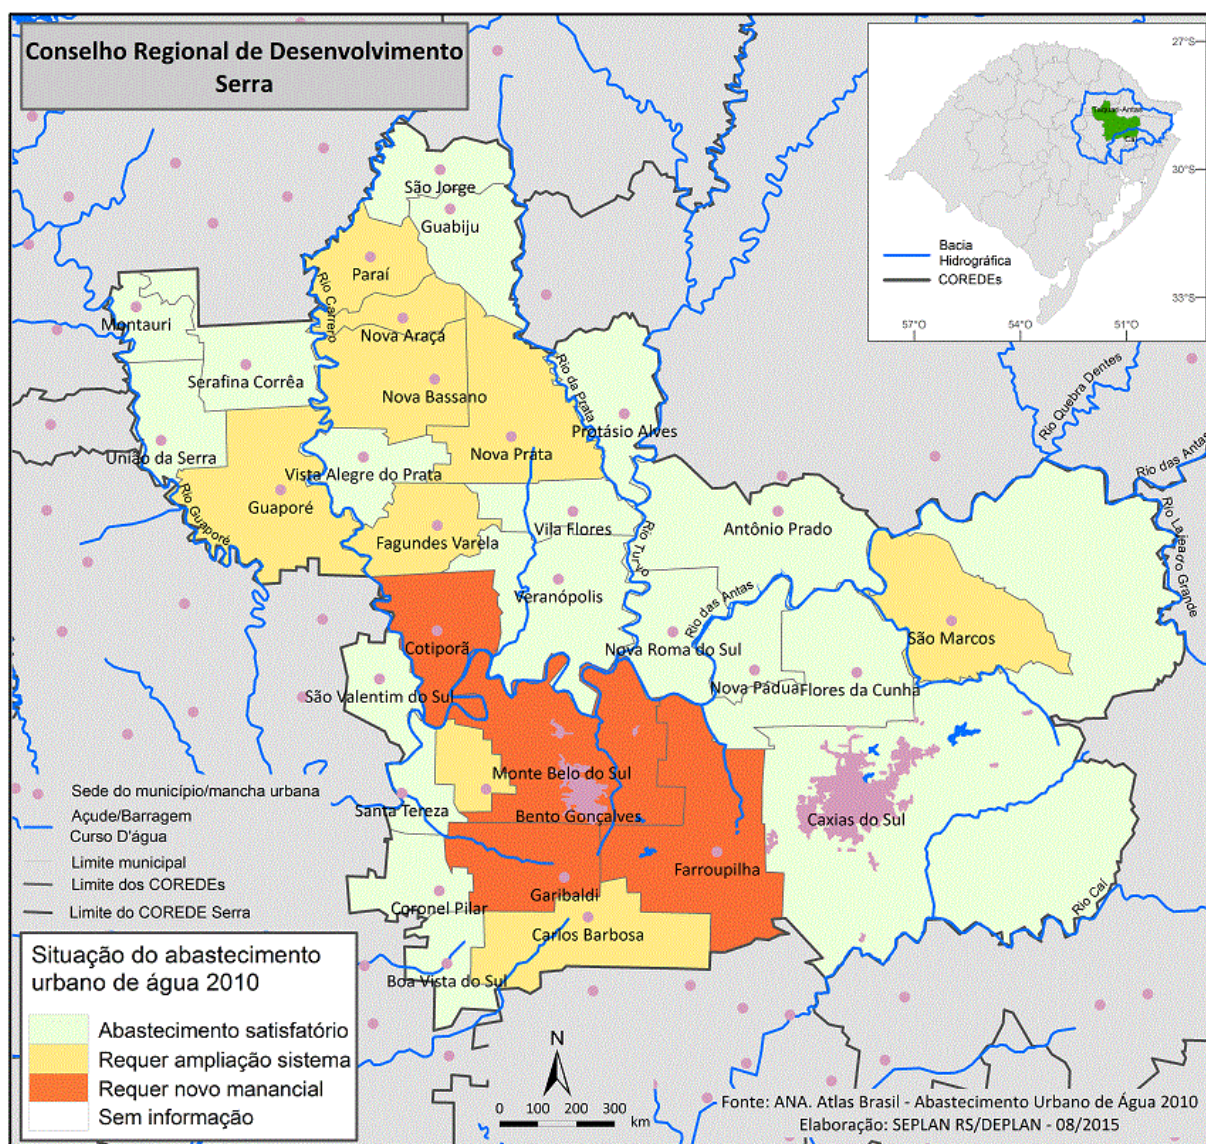 Conselho Regional de Desenvolvimento
Serra
27°S
30°S
33°S
57°0
54°0
51°0
Taquari-Antas
Bacia
Hidrográfica
COREDEs
São Jorge
Guabiju
Paraí
Rio Carrero
Montauri
Nova Araçá
Serafina Corrêa
Nova Bassano
Rio da Prata
Rio Quebra Dentes
Protásio Alves
União da Serra
Vista Alegre do Prata
Nova Prata
Rio das Antas
Rio Guaporé
Guaporé
Fagundes Varela
Vila Flores
Rio Turvo
Antônio Prado
Rio Lajeado Grande
Veranópolis
Rio das Antas
Cotiporã
Nova Roma do Sul
São Marcos
São Valentim do Sul
Nova Pádua
Flores da Cunha
Monte Belo do Sul
Santa Tereza
Bento Gonçalves
Caxias do Sul
Farroupilha
Garibaldi
Coronel Pilar
Rio Caí
Carlos Barbosa
Boa Vista do Sul
Sede do município/mancha urbana
Açude/Barragem
Curso D'água
Limite municipal
Limite dos COREDEs
Limite do COREDE Serra
Situação do abastecimento
urbano de água 2010
Abastecimento satisfatório
Requer ampliação sistema
Requer novo manancial
Sem informação
N
0 100 200 300
km
Fonte: ANA. Atlas Brasil - Abastecimento Urbano de Água 2010
Elaboração: SEPLAN RS/DEPLAN - 08/2015